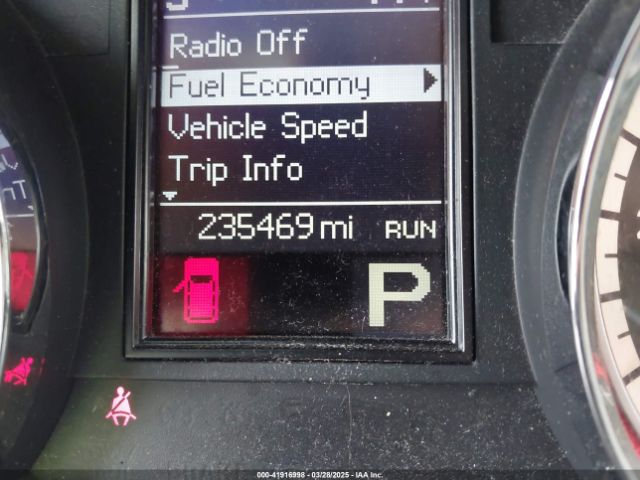 Radio Off
Fuel Economy
Vehicle Speed
Trip Info
235469 mi RUN
P
000-41916998 - 03/28/2025 - IAA Inc.